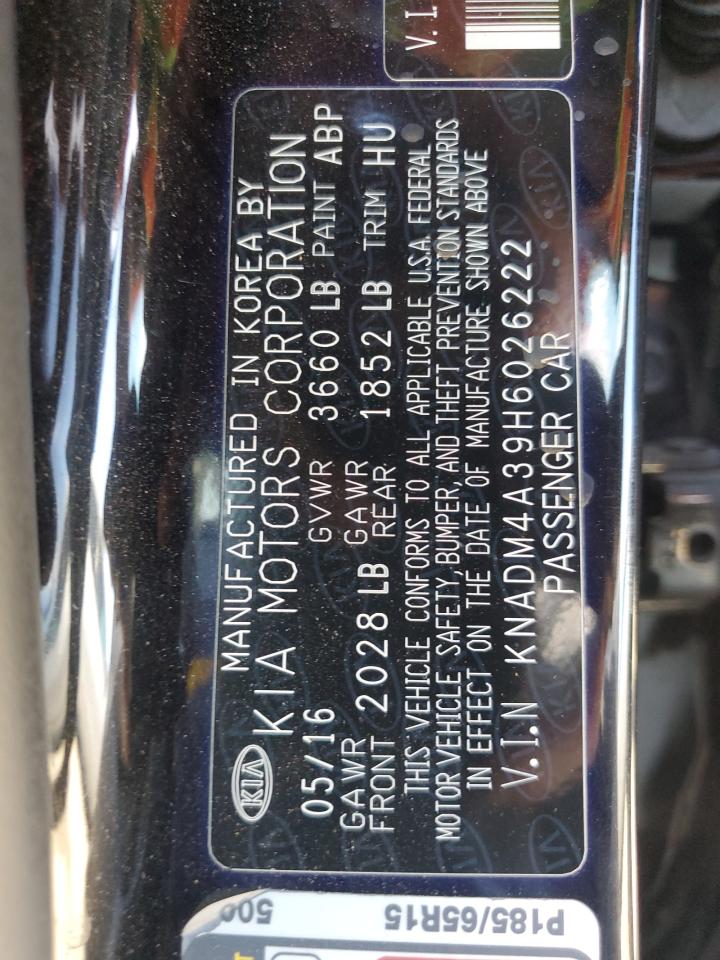 V.I.
MANUFACTURED IN KOREA BY
KIA KIA MOTORS CORPORATION
05/16 GVWR 3660 LB PAINT ABP
GAWR FRONT 2028 LB GAWR REAR 1852 LB TRIM HU
THIS VEHICLE CONFORMS TO ALL APPLICABLE U.S.A. FEDERAL
MOTOR VEHICLE SAFETY, BUMPER, AND THEFT PREVENTION STANDARDS
IN EFFECT ON THE DATE OF MANUFACTURE SHOWN ABOVE
V.I.N KNADM4A39H6026222
PASSENGER CAR
P185/65R15
500